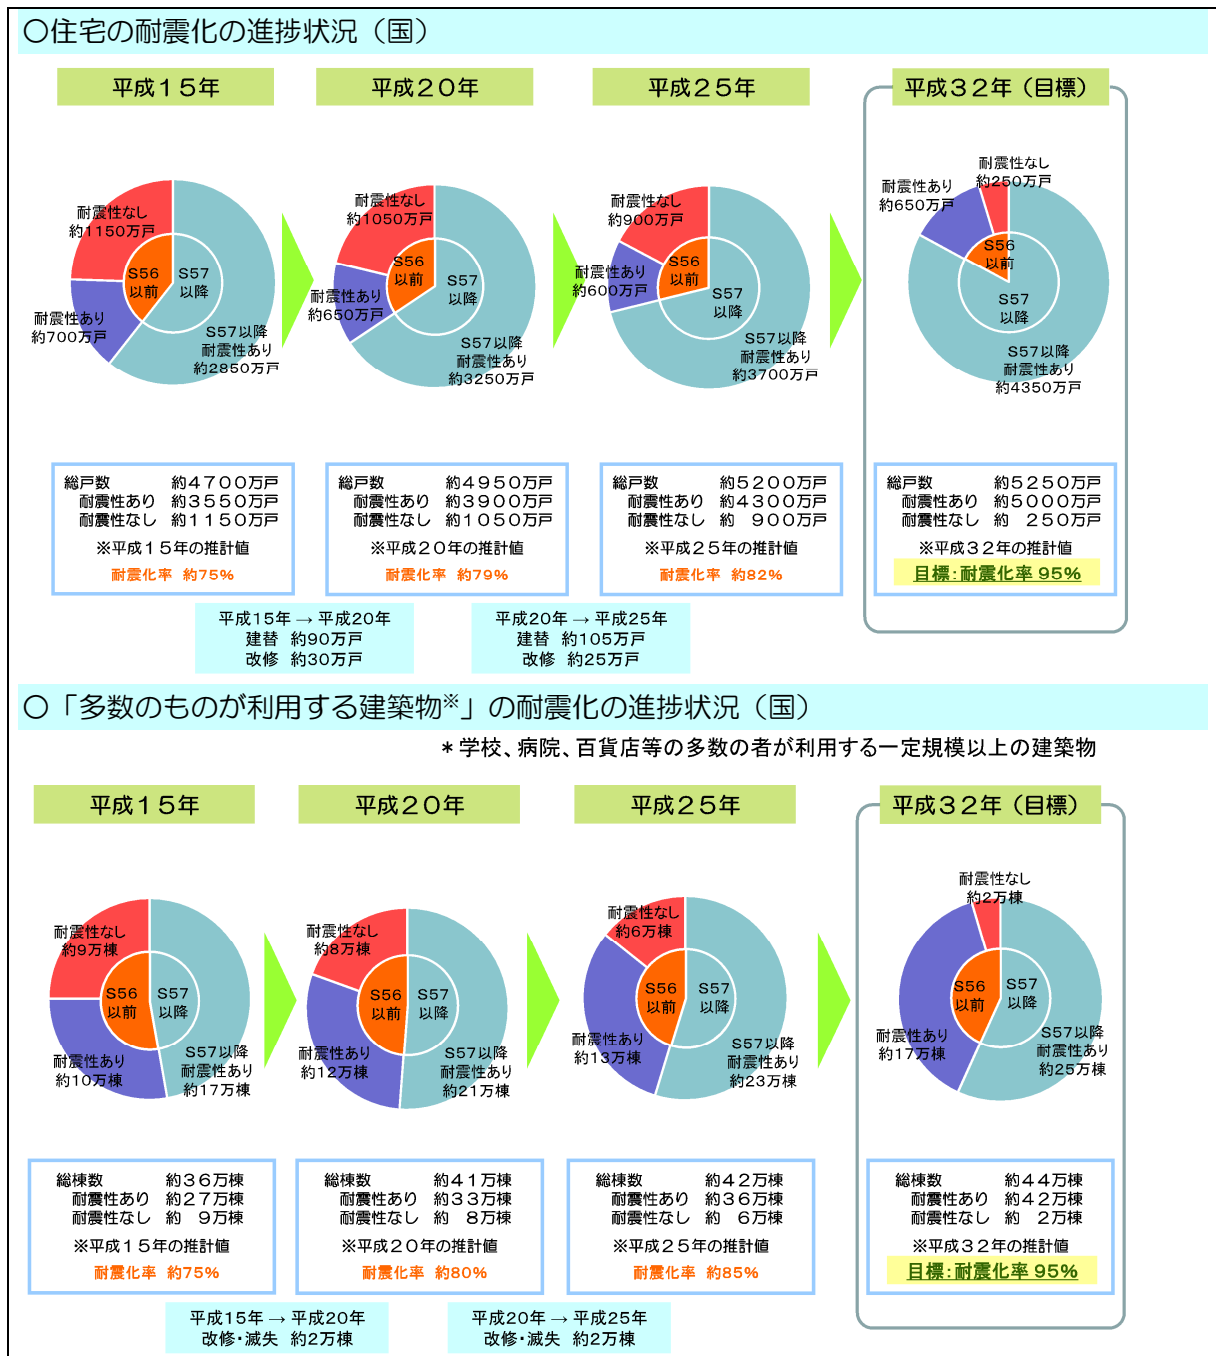 〇住宅の耐震化の進捗状況（国）
平成１５年
平成２０年
平成２５年
平成３２年（目標）
耐震性なし
約1150万戸
S56
以前
S57
以降
耐震性あり
約700万戸
S57以降
耐震性あり
約2850万戸
耐震性なし
約1050万戸
S56
以前
S57
以降
耐震性あり
約650万戸
S57以降
耐震性あり
約3250万戸
耐震性なし
約900万戸
S56
以前
S57
以降
耐震性あり
約600万戸
S57以降
耐震性あり
約3700万戸
耐震性なし
約250万戸
耐震性あり
約650万戸
S56
以前
S57
以降
S57以降
耐震性あり
約4350万戸
総戸数　約４７００万戸
耐震性あり　約３５５０万戸
耐震性なし　約１１５０万戸
※平成１５年の推計値
耐震化率 約75%
総戸数　約４９５０万戸
耐震性あり　約３９００万戸
耐震性なし　約１０５０万戸
※平成２０年の推計値
耐震化率 約79%
総戸数　約５２００万戸
耐震性あり　約４３００万戸
耐震性なし　約　９００万戸
※平成２５年の推計値
耐震化率 約82%
総戸数　約５２５０万戸
耐震性あり　約５０００万戸
耐震性なし　約　２５０万戸
※平成３２年の推計値
目標：耐震化率 95%
平成15年 → 平成20年
建替 約90万戸
改修 約30万戸
平成20年 → 平成25年
建替 約105万戸
改修 約25万戸
〇「多数のものが利用する建築物※」の耐震化の進捗状況（国）
＊学校、病院、百貨店等の多数の者が利用する一定規模以上の建築物
平成１５年
平成２０年
平成２５年
平成３２年（目標）
耐震性なし
約9万棟
S56
以前
S57
以降
耐震性あり
約10万棟
S57以降
耐震性あり
約17万棟
耐震性なし
約8万棟
S56
以前
S57
以降
耐震性あり
約12万棟
S57以降
耐震性あり
約21万棟
耐震性なし
約6万棟
S56
以前
S57
以降
耐震性あり
約13万棟
S57以降
耐震性あり
約23万棟
耐震性なし
約2万棟
S56
以前
S57
以降
耐震性あり
約17万棟
S57以降
耐震性あり
約25万棟
総棟数　約３６万棟
耐震性あり　約２７万棟
耐震性なし　約　９万棟
※平成１５年の推計値
耐震化率 約75%
総棟数　約４１万棟
耐震性あり　約３３万棟
耐震性なし　約　８万棟
※平成２０年の推計値
耐震化率 約80%
総棟数　約４２万棟
耐震性あり　約３６万棟
耐震性なし　約　６万棟
※平成２５年の推計値
耐震化率 約85%
総棟数　約４４万棟
耐震性あり　約４２万棟
耐震性なし　約　２万棟
※平成３２年の推計値
目標：耐震化率 95%
平成15年 → 平成20年
改修・滅失 約2万棟
平成20年 → 平成25年
改修・滅失 約2万棟